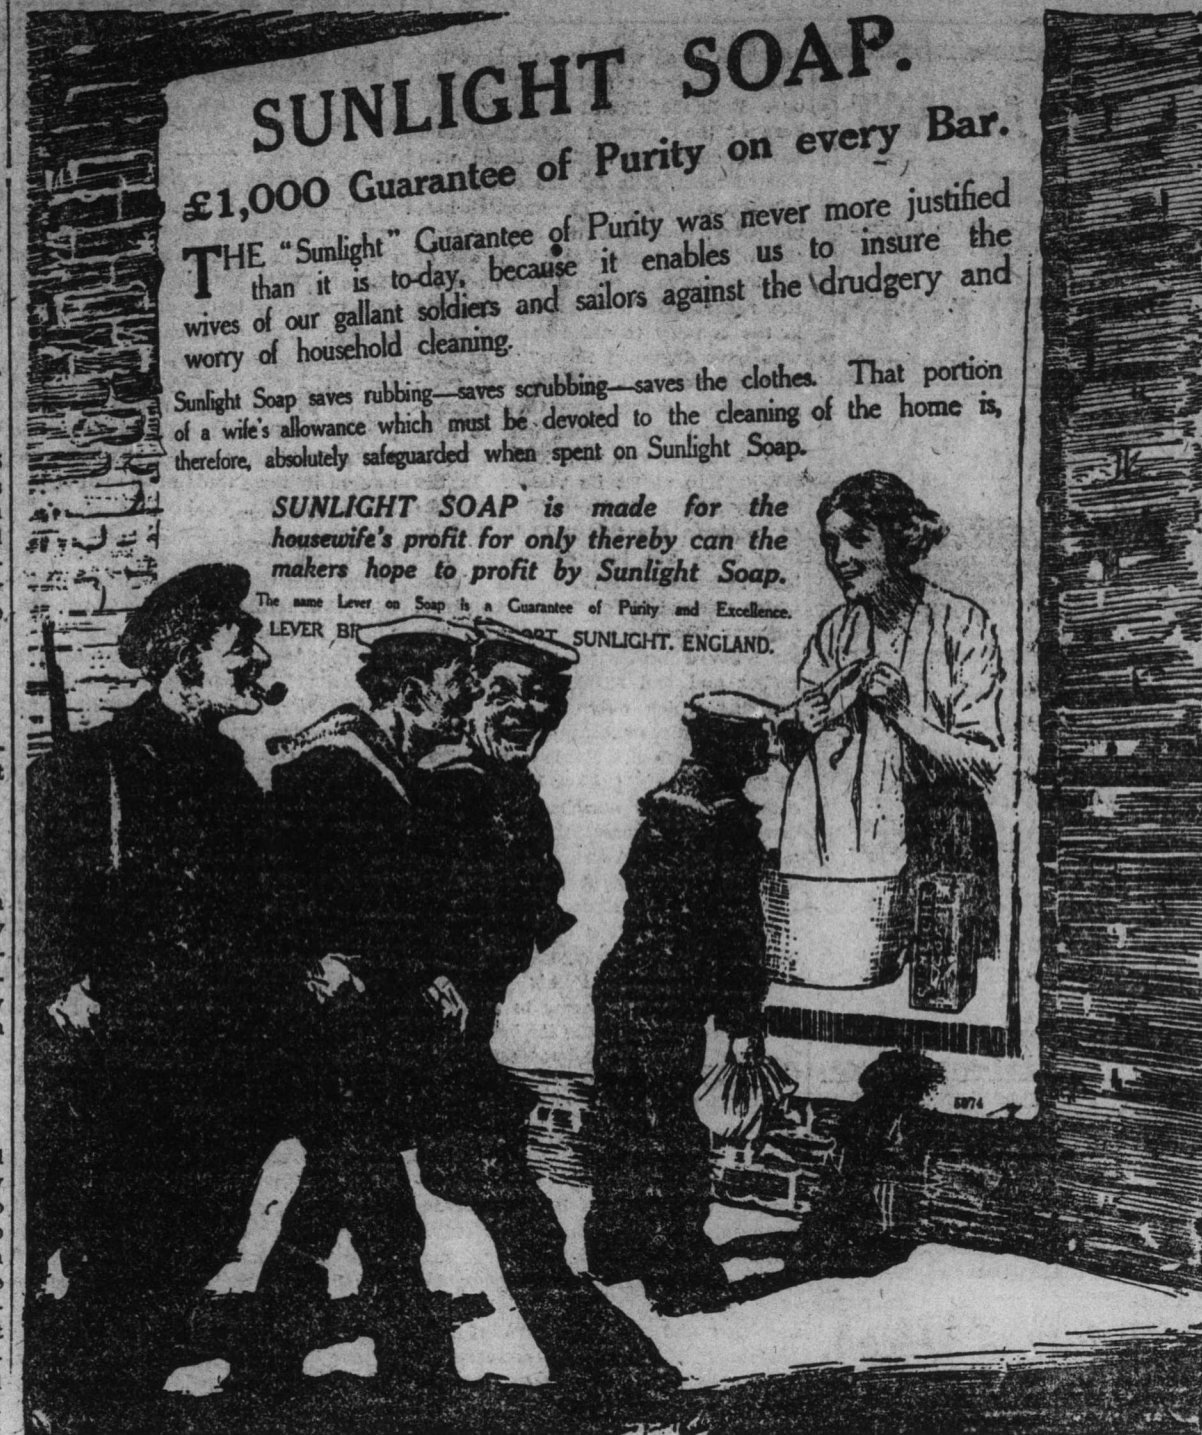 SUNLIGHT SOAP.
£1,000 Guarantee of Purity on every Bar.
THE "Sunlight" Guarantee of Purity was never more justified
than it is to-day, because it enables us to insure the
wives of our gallant soldiers and sailors against the drudgery and
worry of household cleaning.
Sunlight Soap saves rubbing—saves scrubbing—saves the clothes. That portion
of a wife's allowance which must be devoted to the cleaning of the home is,
therefore, absolutely safeguarded when spent on Sunlight Soap.
SUNLIGHT SOAP is made for the
housewife's profit for only thereby can the
makers hope to profit by Sunlight Soap.
The name Lever on Soap is a Guarantee of Purity and Excellence.
LEVER BR ORT SUNLIGHT. ENGLAND.